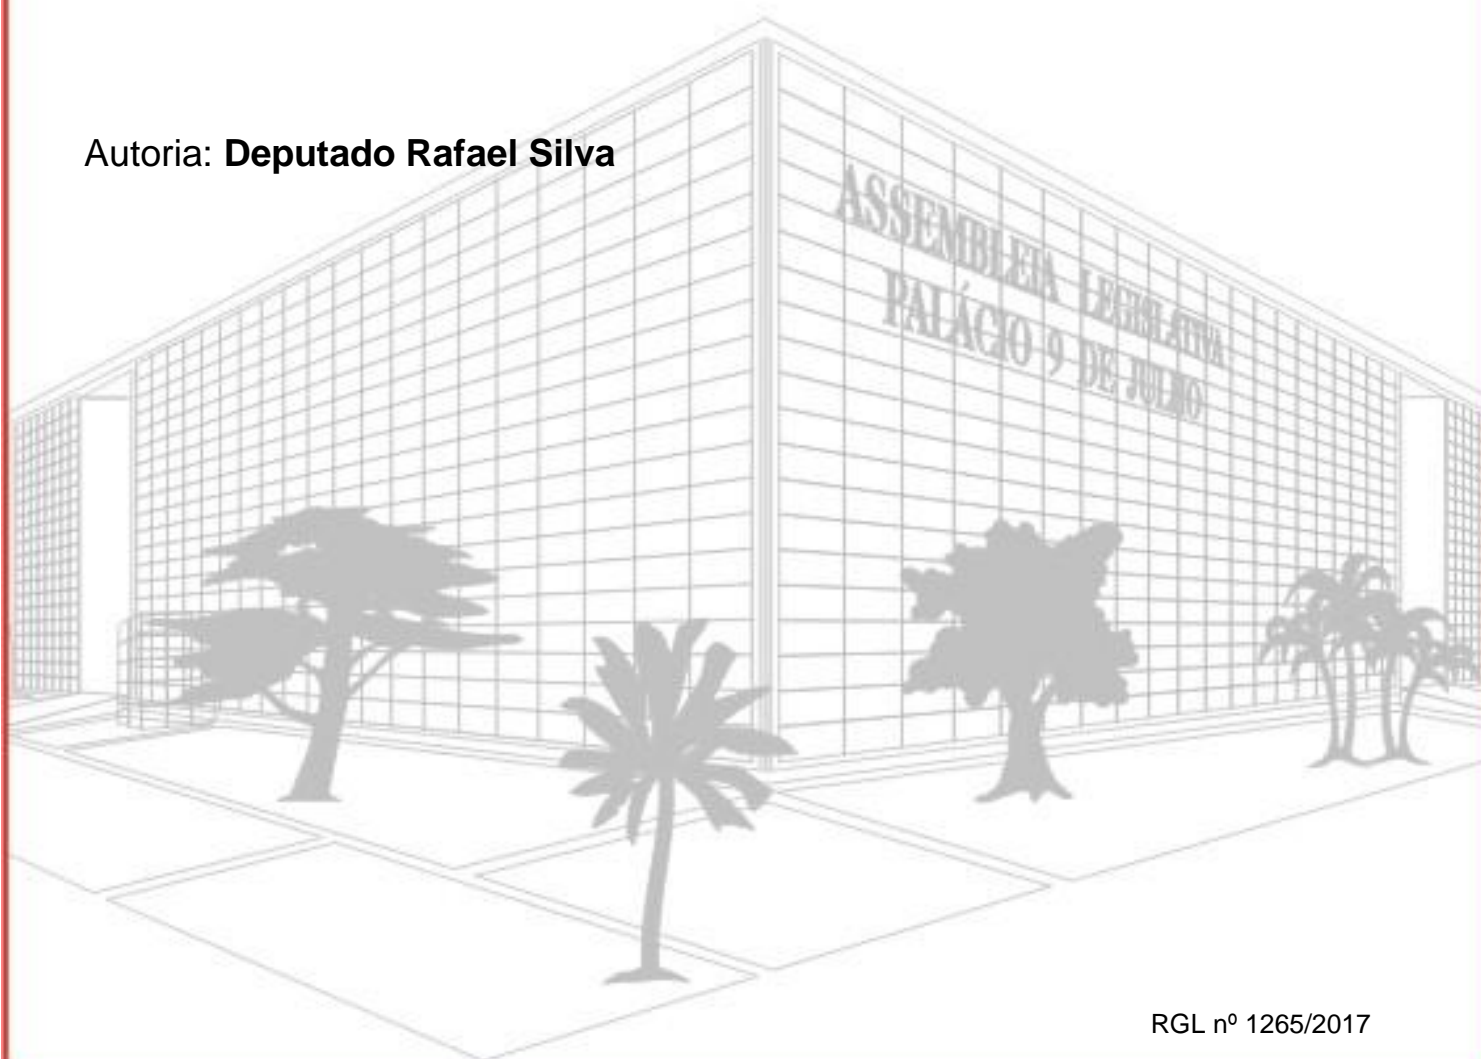 Autoria: Deputado Rafael Silva
ASSEMBLEIA LEGISLATIVA
PALÁCIO 9 DE JULHO
RGL nº 1265/2017